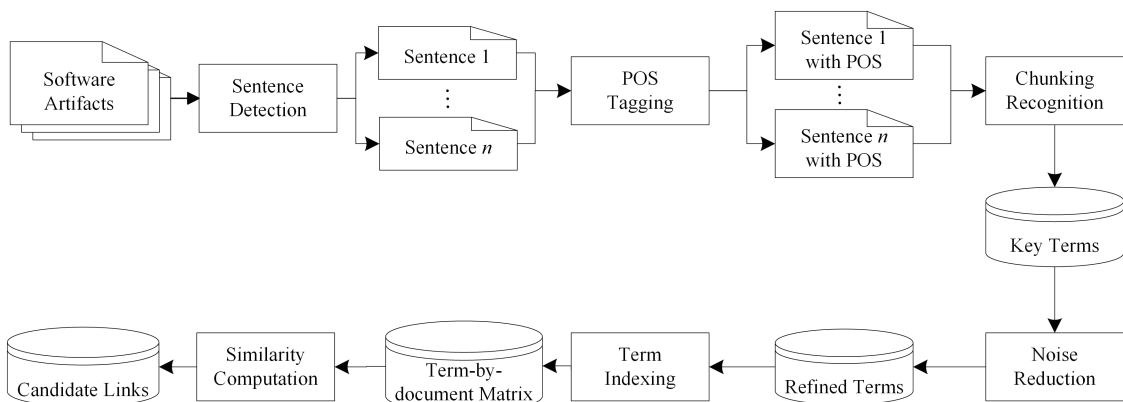 Software
Artifacts
Sentence
Detection
Sentence 1
⋮
Sentence n
POS
Tagging
Sentence 1
with POS
⋮
Sentence n
with POS
Chunking
Recognition
Key Terms
Noise
Reduction
Refined Terms
Term
Indexing
Term-by-
document Matrix
Similarity
Computation
Candidate Links